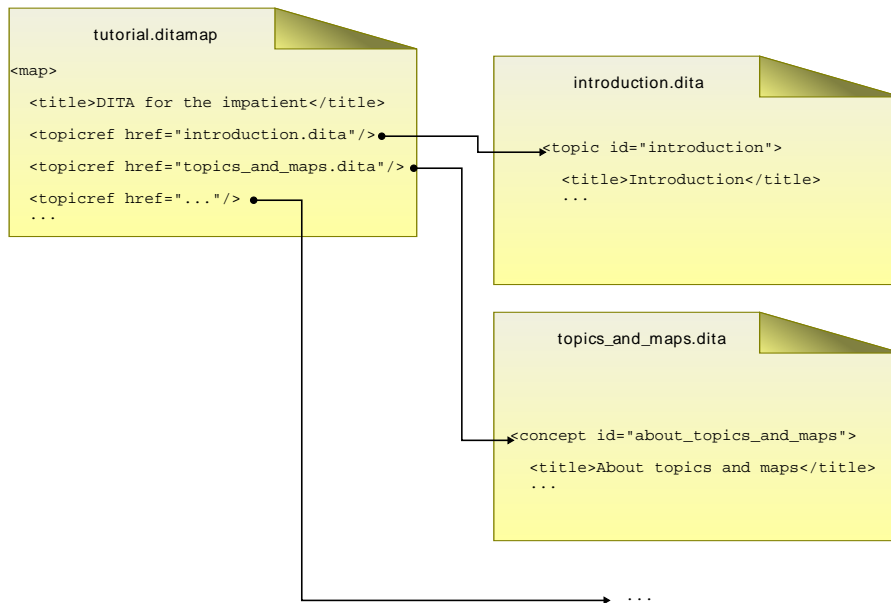 tutorial.ditamap
<map>
<title>DITA for the impatient</title>
<topicref href="introduction.dita"/>
<topicref href="topics_and_maps.dita"/>
<topicref href="..."/>
...
introduction.dita
<topic id="introduction">
<title>Introduction</title>
...
topics_and_maps.dita
<concept id="about_topics_and_maps">
<title>About topics and maps</title>
...
...